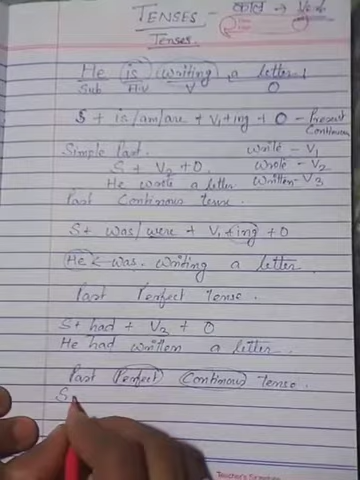 TENSES - काल → Verb
Tenses.
He is writing a letter.
Sub H.V V O
S + is/am/are + V1+ing + O - Present Continuous
Simple Past. write - V1
S + V2 + O. wrote - V2
He wrote a letter. written - V3
Past Continuous tense.
S + was/were + V1+ing + O
He < was. writing a letter.
Past Perfect tense.
S + had + V3 + O
He had written a letter.
Past Perfect Continuous tense.
S